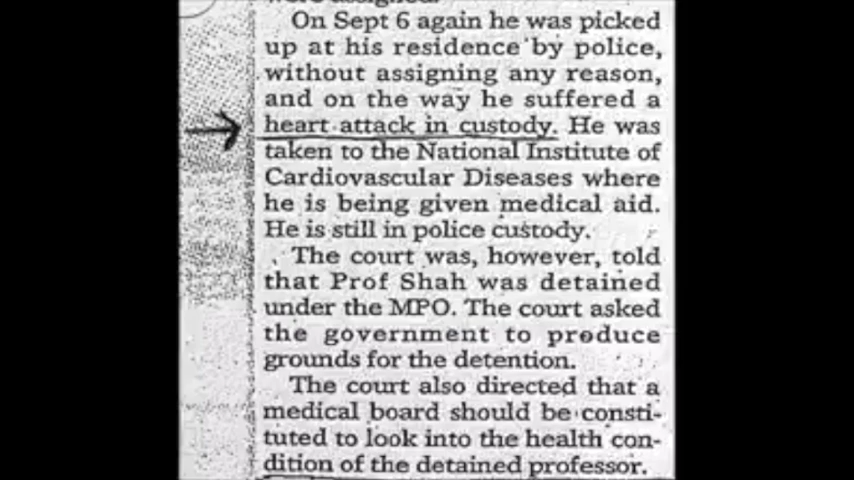 On Sept 6 again he was picked
up at his residence by police,
without assigning any reason,
and on the way he suffered a
heart attack in custody. He was
taken to the National Institute of
Cardiovascular Diseases where
he is being given medical aid.
He is still in police custody.
The court was, however, told
that Prof Shah was detained
under the MPO. The court asked
the government to produce
grounds for the detention.
The court also directed that a
medical board should be consti-
tuted to look into the health con-
dition of the detained professor.